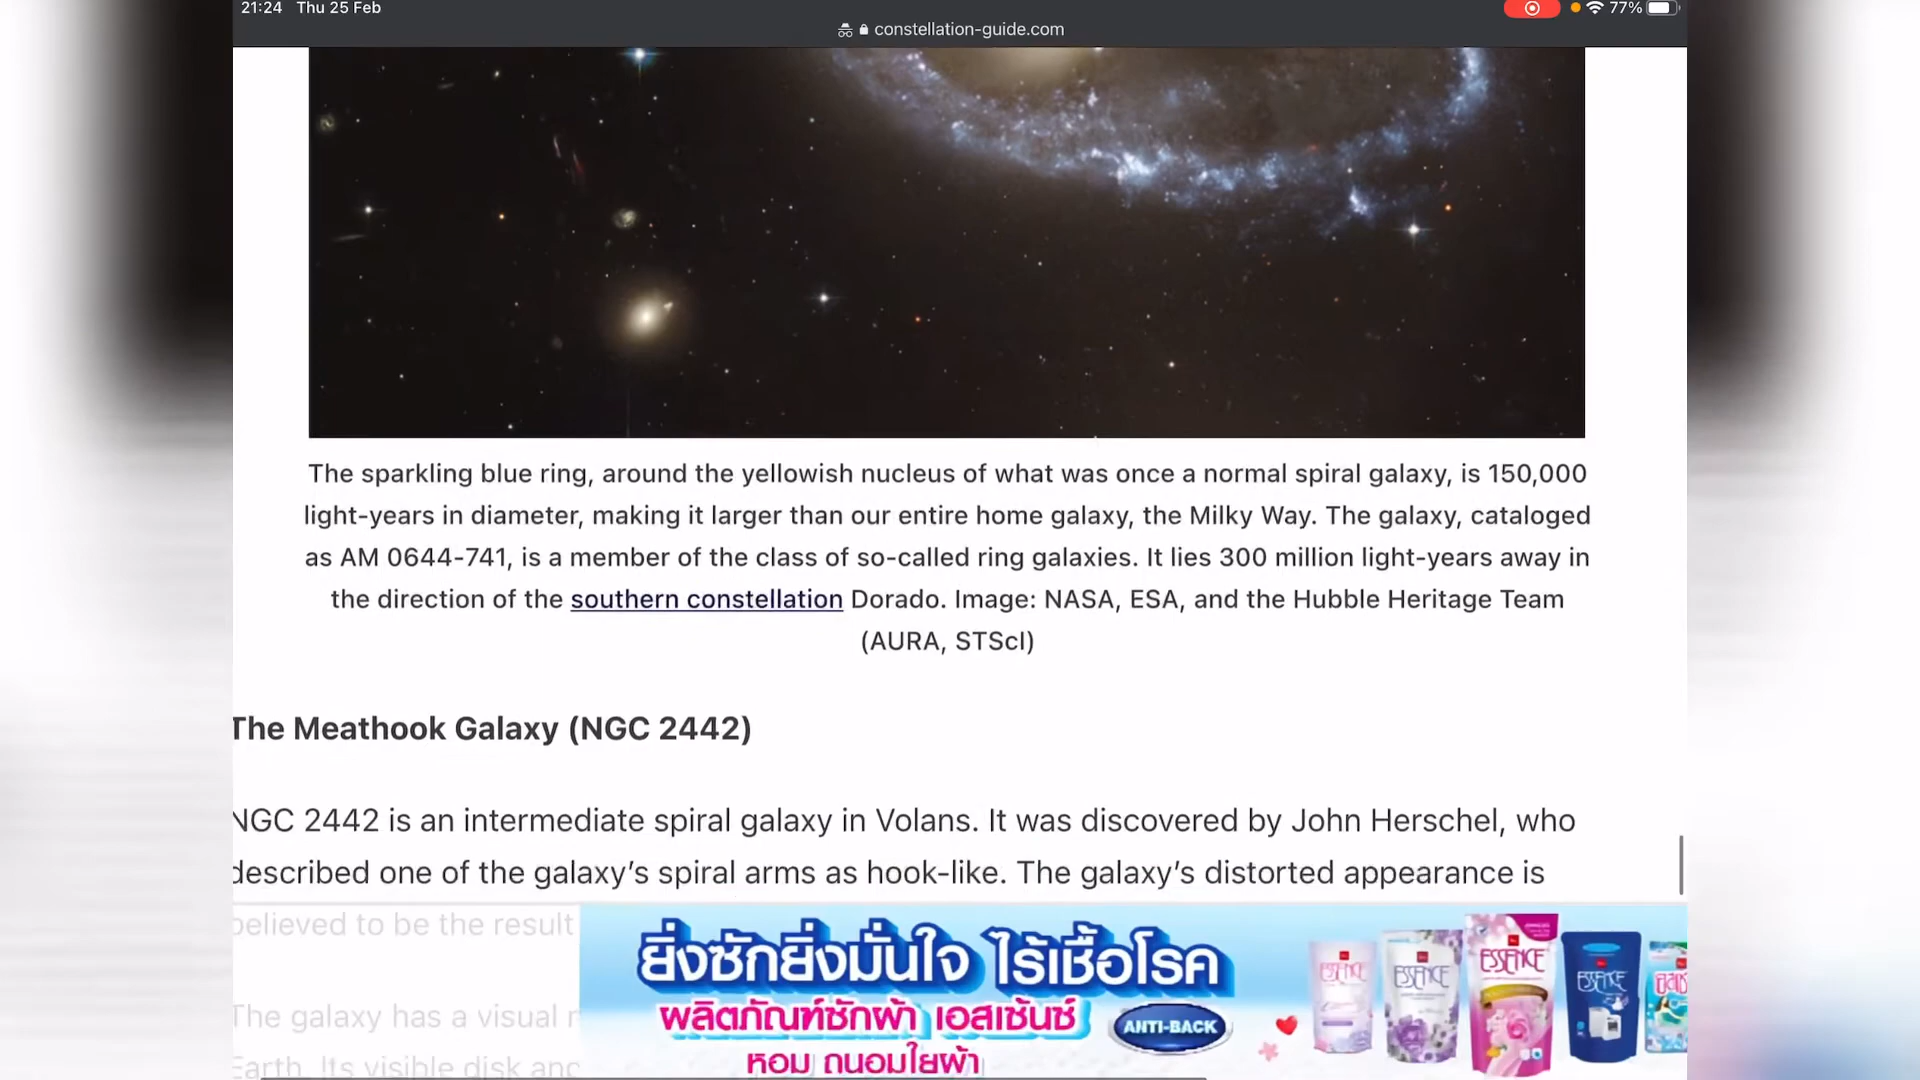 21:24 Thu 25 Feb
77%
constellation-guide.com
The sparkling blue ring, around the yellowish nucleus of what was once a normal spiral galaxy, is 150,000
light-years in diameter, making it larger than our entire home galaxy, the Milky Way. The galaxy, cataloged
as AM 0644-741, is a member of the class of so-called ring galaxies. It lies 300 million light-years away in
the direction of the southern constellation Dorado. Image: NASA, ESA, and the Hubble Heritage Team
(AURA, STScI)
The Meathook Galaxy (NGC 2442)
NGC 2442 is an intermediate spiral galaxy in Volans. It was discovered by John Herschel, who
described one of the galaxy’s spiral arms as hook-like. The galaxy’s distorted appearance is
believed to be the result
The galaxy has a visual
Earth. Its visible disk and
ยิ่งซักยิ่งมั่นใจ ไร้เชื้อโรค
ผลิตภัณฑ์ซักผ้า เอสเซ้นซ์
หอม ถนอมใยผ้า
ANTI-BACK
ESSENCE
ESSENCE
ESSENCE
ESSENCE